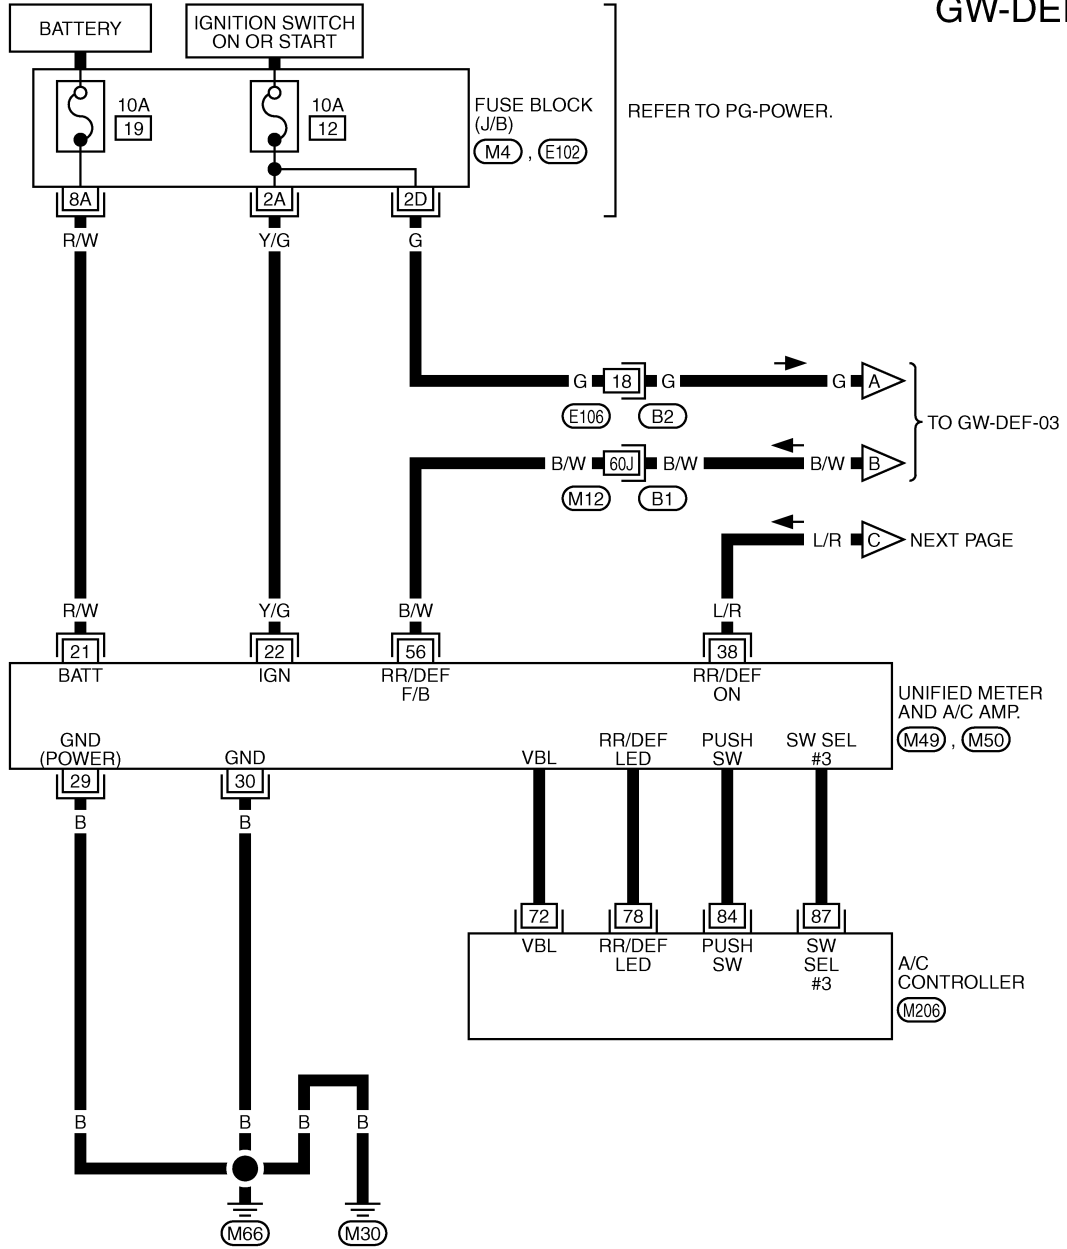 GW-DEF
BATTERY
IGNITION SWITCH
ON OR START
10A
19
10A
12
FUSE BLOCK
(J/B)
M4 , E102
REFER TO PG-POWER.
8A
2A
2D
R/W
Y/G
G
G
18
G
G
A
E106
B2
TO GW-DEF-03
B/W
60J
B/W
B/W
B
M12
B1
L/R
C
NEXT PAGE
R/W
Y/G
B/W
L/R
21
22
56
38
BATT
IGN
RR/DEF
F/B
RR/DEF
ON
UNIFIED METER
AND A/C AMP.
M49 , M50
GND
(POWER)
GND
VBL
RR/DEF
LED
PUSH
SW
SW SEL
#3
29
30
B
B
72
78
84
87
VBL
RR/DEF
LED
PUSH
SW
SW
SEL
#3
A/C
CONTROLLER
M206
B
B
B
B
M66
M30